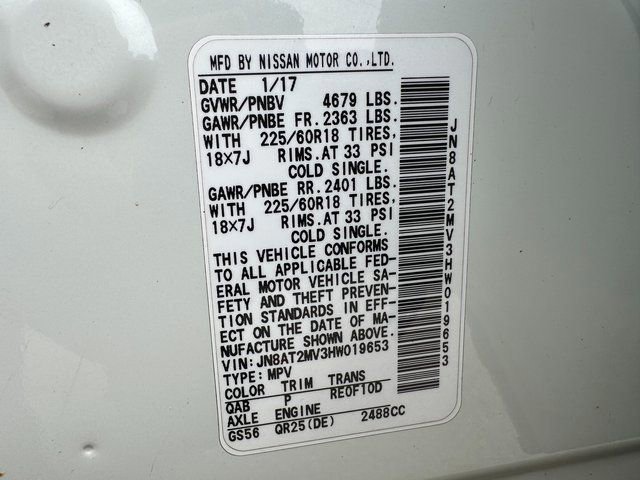 MFD BY NISSAN MOTOR CO.,LTD.
DATE 1/17
GVWR/PNBV 4679 LBS.
GAWR/PNBE FR. 2363 LBS.
WITH 225/60R18 TIRES,
18×7J RIMS.AT 33 PSI
COLD SINGLE.
GAWR/PNBE RR. 2401 LBS.
WITH 225/60R18 TIRES,
18×7J RIMS.AT 33 PSI
COLD SINGLE.
THIS VEHICLE CONFORMS
TO ALL APPLICABLE FED-
ERAL MOTOR VEHICLE SA-
FETY AND THEFT PREVEN-
TION STANDARDS IN EFF-
ECT ON THE DATE OF MA-
NUFACTURE SHOWN ABOVE.
VIN: JN8AT2MV3HW019653
TYPE: MPV
COLOR TRIM TRANS
QAB P RE0F10D
AXLE ENGINE
GS56 QR25(DE) 2488CC
JN8AT2MV3HW019653